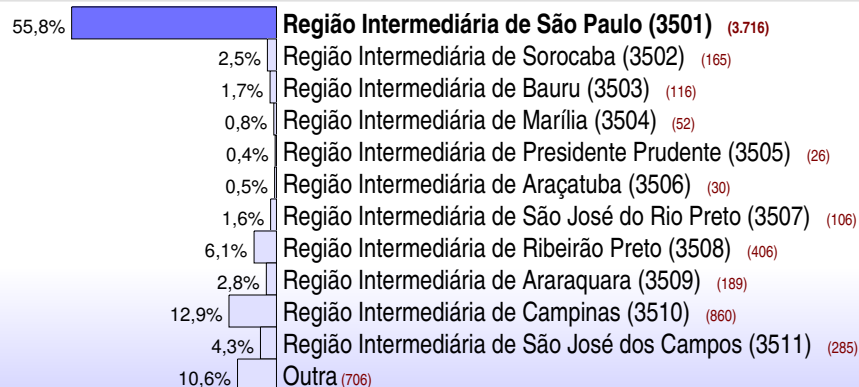 55,8% Região Intermediária de São Paulo (3501) (3.716)
2,5% Região Intermediária de Sorocaba (3502) (165)
1,7% Região Intermediária de Bauru (3503) (116)
0,8% Região Intermediária de Marília (3504) (52)
0,4% Região Intermediária de Presidente Prudente (3505) (26)
0,5% Região Intermediária de Araçatuba (3506) (30)
1,6% Região Intermediária de São José do Rio Preto (3507) (106)
6,1% Região Intermediária de Ribeirão Preto (3508) (406)
2,8% Região Intermediária de Araraquara (3509) (189)
12,9% Região Intermediária de Campinas (3510) (860)
4,3% Região Intermediária de São José dos Campos (3511) (285)
10,6% Outra (706)